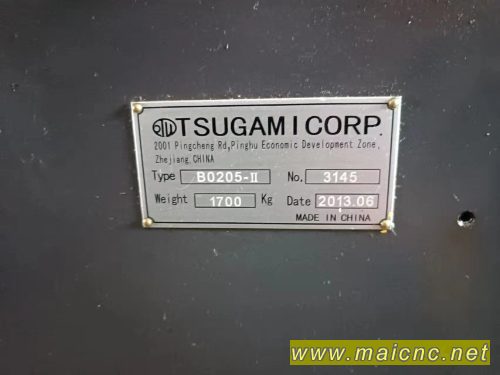 TSUGAMI CORP.
2001 Pingcheng Rd,Pinghu Economic Development Zone,
Zhejiang.CHINA
Type B0205-II No. 3145
Weight 1700 Kg Date 2013.06
MADE IN CHINA
www.maicnc.net